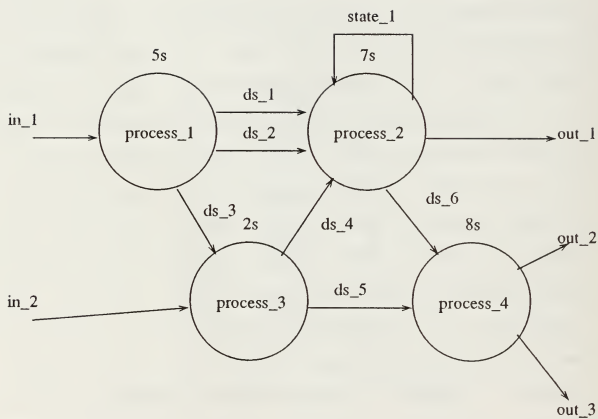 state_1
5s
7s
ds_1
in_1
process_1
ds_2
process_2
out_1
ds_3
2s
ds_4
ds_6
8s
out_2
in_2
process_3
ds_5
process_4
out_3